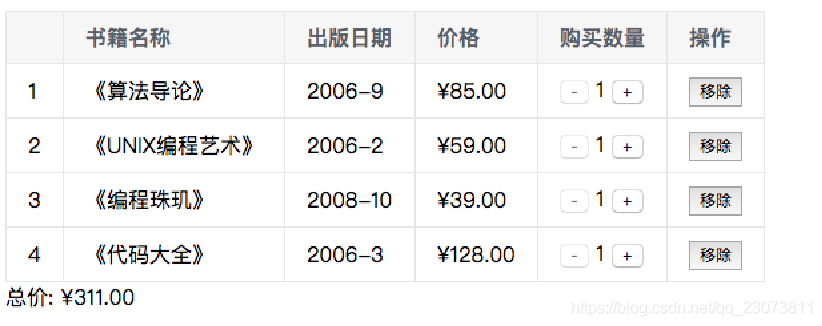 书籍名称 出版日期 价格 购买数量 操作
1 《算法导论》 2006-9 ¥85.00 - 1 + 移除
2 《UNIX编程艺术》 2006-2 ¥59.00 - 1 + 移除
3 《编程珠玑》 2008-10 ¥39.00 - 1 + 移除
4 《代码大全》 2006-3 ¥128.00 - 1 + 移除
总价: ¥311.00
https://blog.csdn.net/qq_23073811